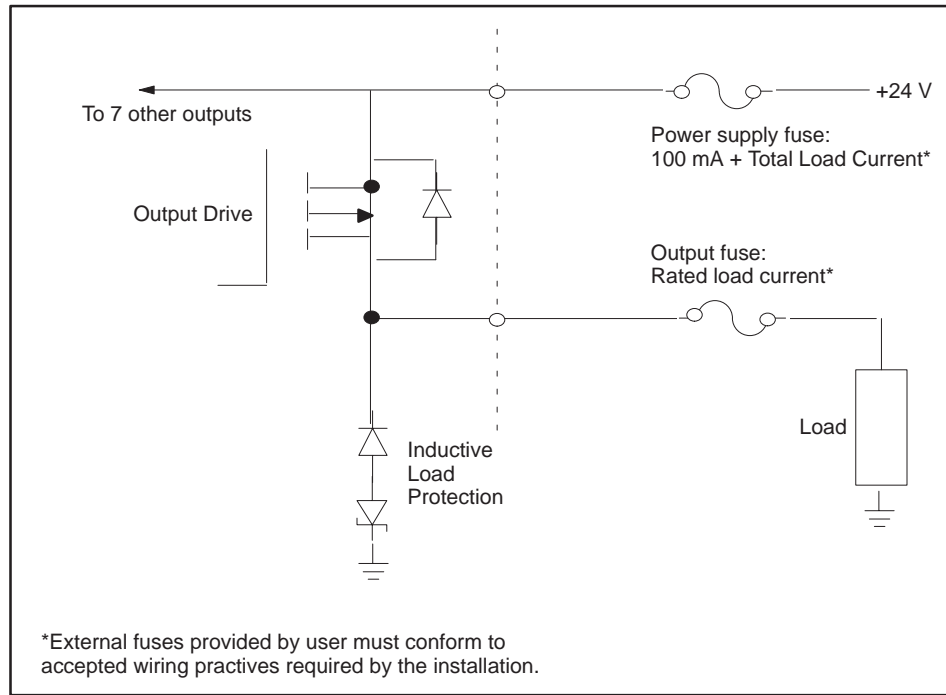 +24 V
To 7 other outputs
Power supply fuse:
100 mA + Total Load Current*
Output Drive
Output fuse:
Rated load current*
Load
Inductive
Load
Protection
*External fuses provided by user must conform to
accepted wiring practives required by the installation.